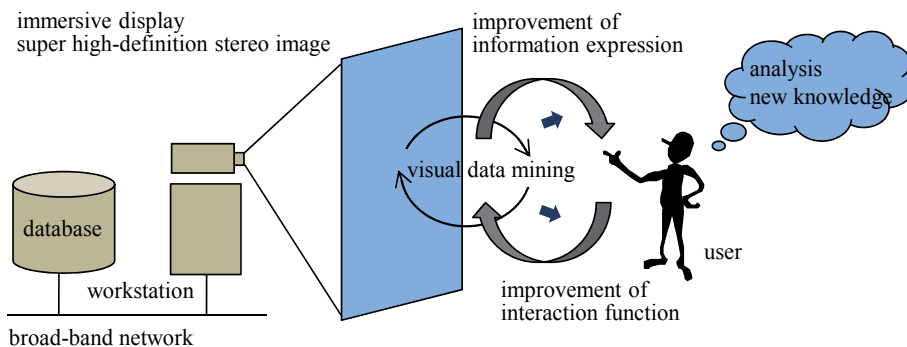 immersive display
super high-definition stereo image
improvement of
information expression
analysis
new knowledge
visual data mining
database
workstation
user
improvement of
interaction function
broad-band network